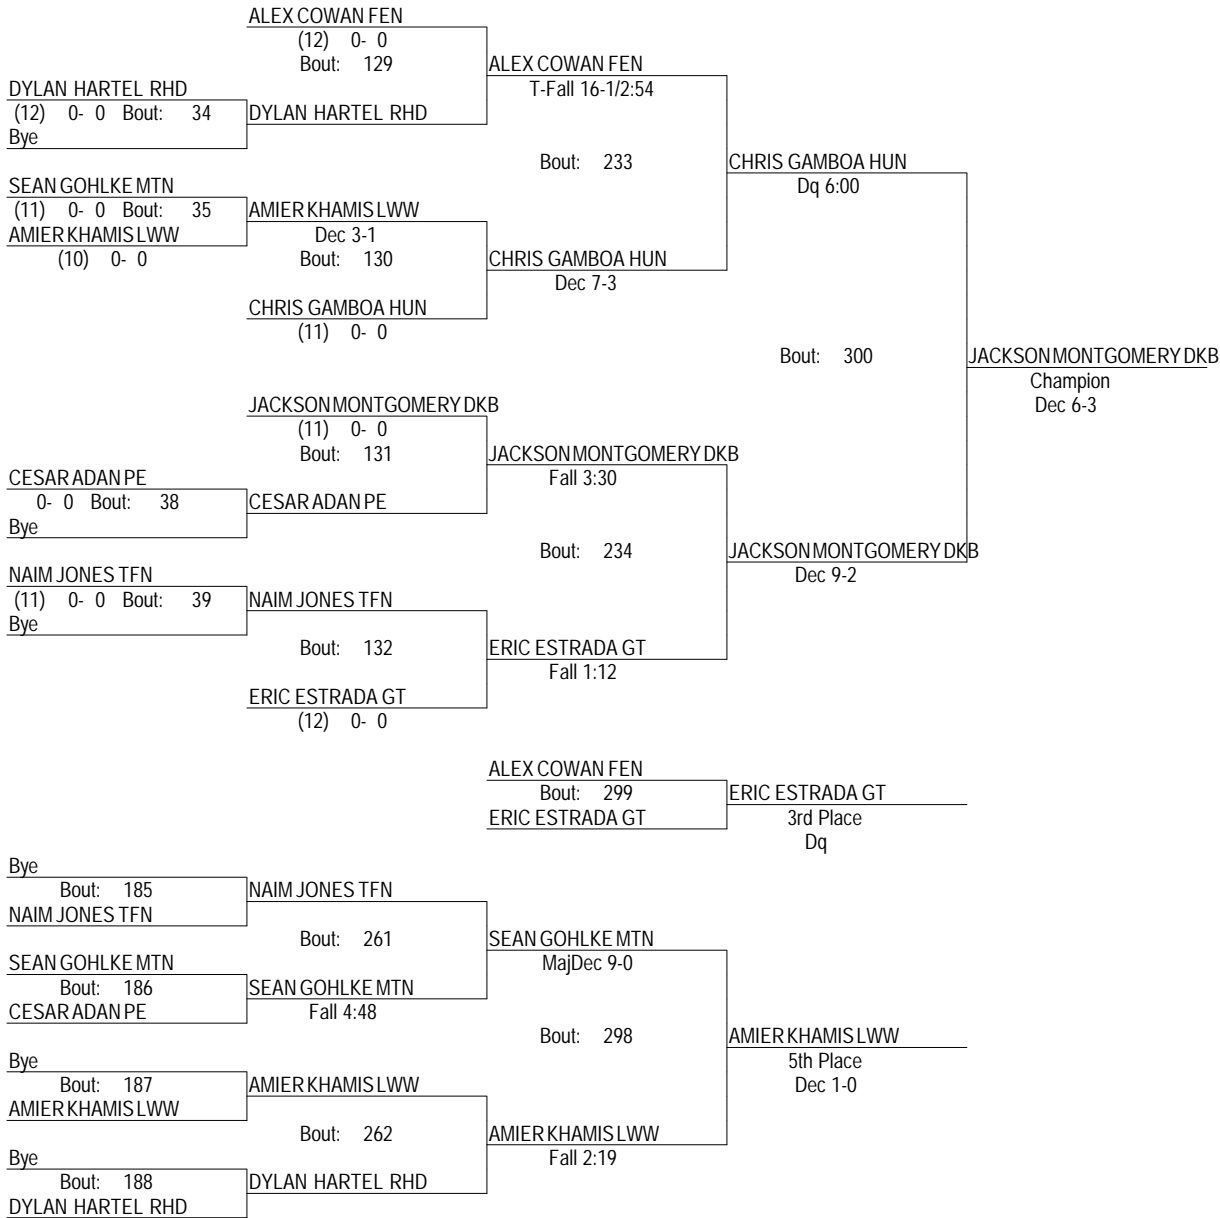 ALEX COWAN FEN
(12) 0- 0
Bout: 129
ALEX COWAN FEN
T-Fall 16-1/2:54
DYLAN HARTEL RHD
(12) 0- 0 Bout: 34
DYLAN HARTEL RHD
Bye
Bout: 233
CHRIS GAMBOA HUN
Dq 6:00
SEAN GOHLKE MTN
(11) 0- 0 Bout: 35
AMIER KHAMIS LWW
AMIER KHAMIS LWW
Dec 3-1
(10) 0- 0
Bout: 130
CHRIS GAMBOA HUN
Dec 7-3
CHRIS GAMBOA HUN
(11) 0- 0
Bout: 300
JACKSON MONTGOMERY DKB
Champion
Dec 6-3
JACKSON MONTGOMERY DKB
(11) 0- 0
Bout: 131
JACKSON MONTGOMERY DKB
Fall 3:30
CESAR ADAN PE
0- 0 Bout: 38
CESAR ADAN PE
Bye
Bout: 234
JACKSON MONTGOMERY DKB
Dec 9-2
NAIM JONES TFN
(11) 0- 0 Bout: 39
NAIM JONES TFN
Bye
Bout: 132
ERIC ESTRADA GT
Fall 1:12
ERIC ESTRADA GT
(12) 0- 0
ALEX COWAN FEN
Bout: 299
ERIC ESTRADA GT
ERIC ESTRADA GT
3rd Place
Dq
Bye
Bout: 185
NAIM JONES TFN
NAIM JONES TFN
Bout: 261
SEAN GOHLKE MTN
MajDec 9-0
SEAN GOHLKE MTN
Bout: 186
SEAN GOHLKE MTN
CESAR ADAN PE
Fall 4:48
Bout: 298
AMIER KHAMIS LWW
5th Place
Dec 1-0
Bye
Bout: 187
AMIER KHAMIS LWW
AMIER KHAMIS LWW
Bout: 262
AMIER KHAMIS LWW
Fall 2:19
Bye
Bout: 188
DYLAN HARTEL RHD
DYLAN HARTEL RHD